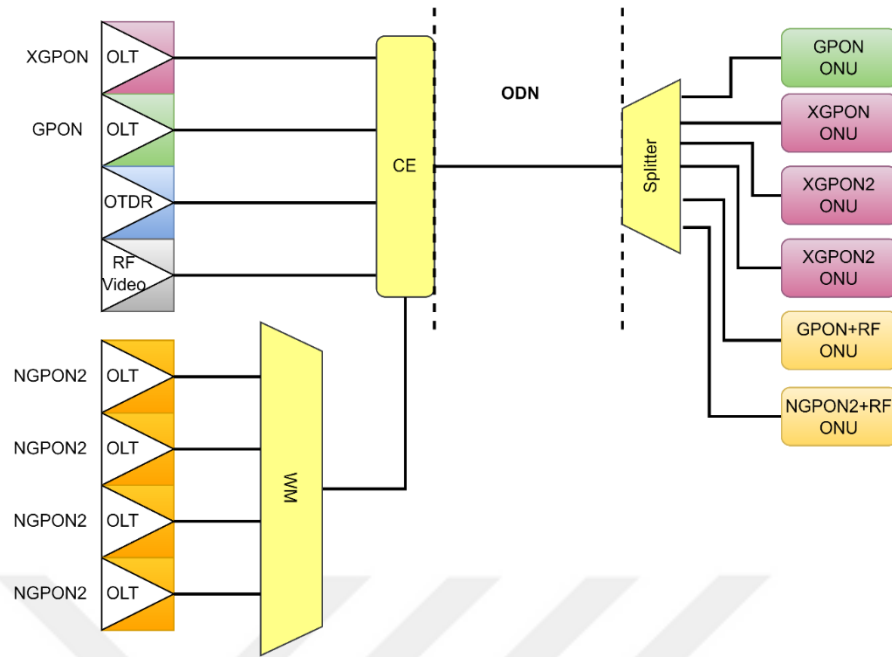 XGPON
OLT
GPON
OLT
OTDR
RF
Video
CE
ODN
Splitter
GPON
ONU
XGPON
ONU
XGPON2
ONU
XGPON2
ONU
GPON+RF
ONU
NGPON2+RF
ONU
NGPON2
OLT
NGPON2
OLT
NGPON2
OLT
NGPON2
OLT
WM